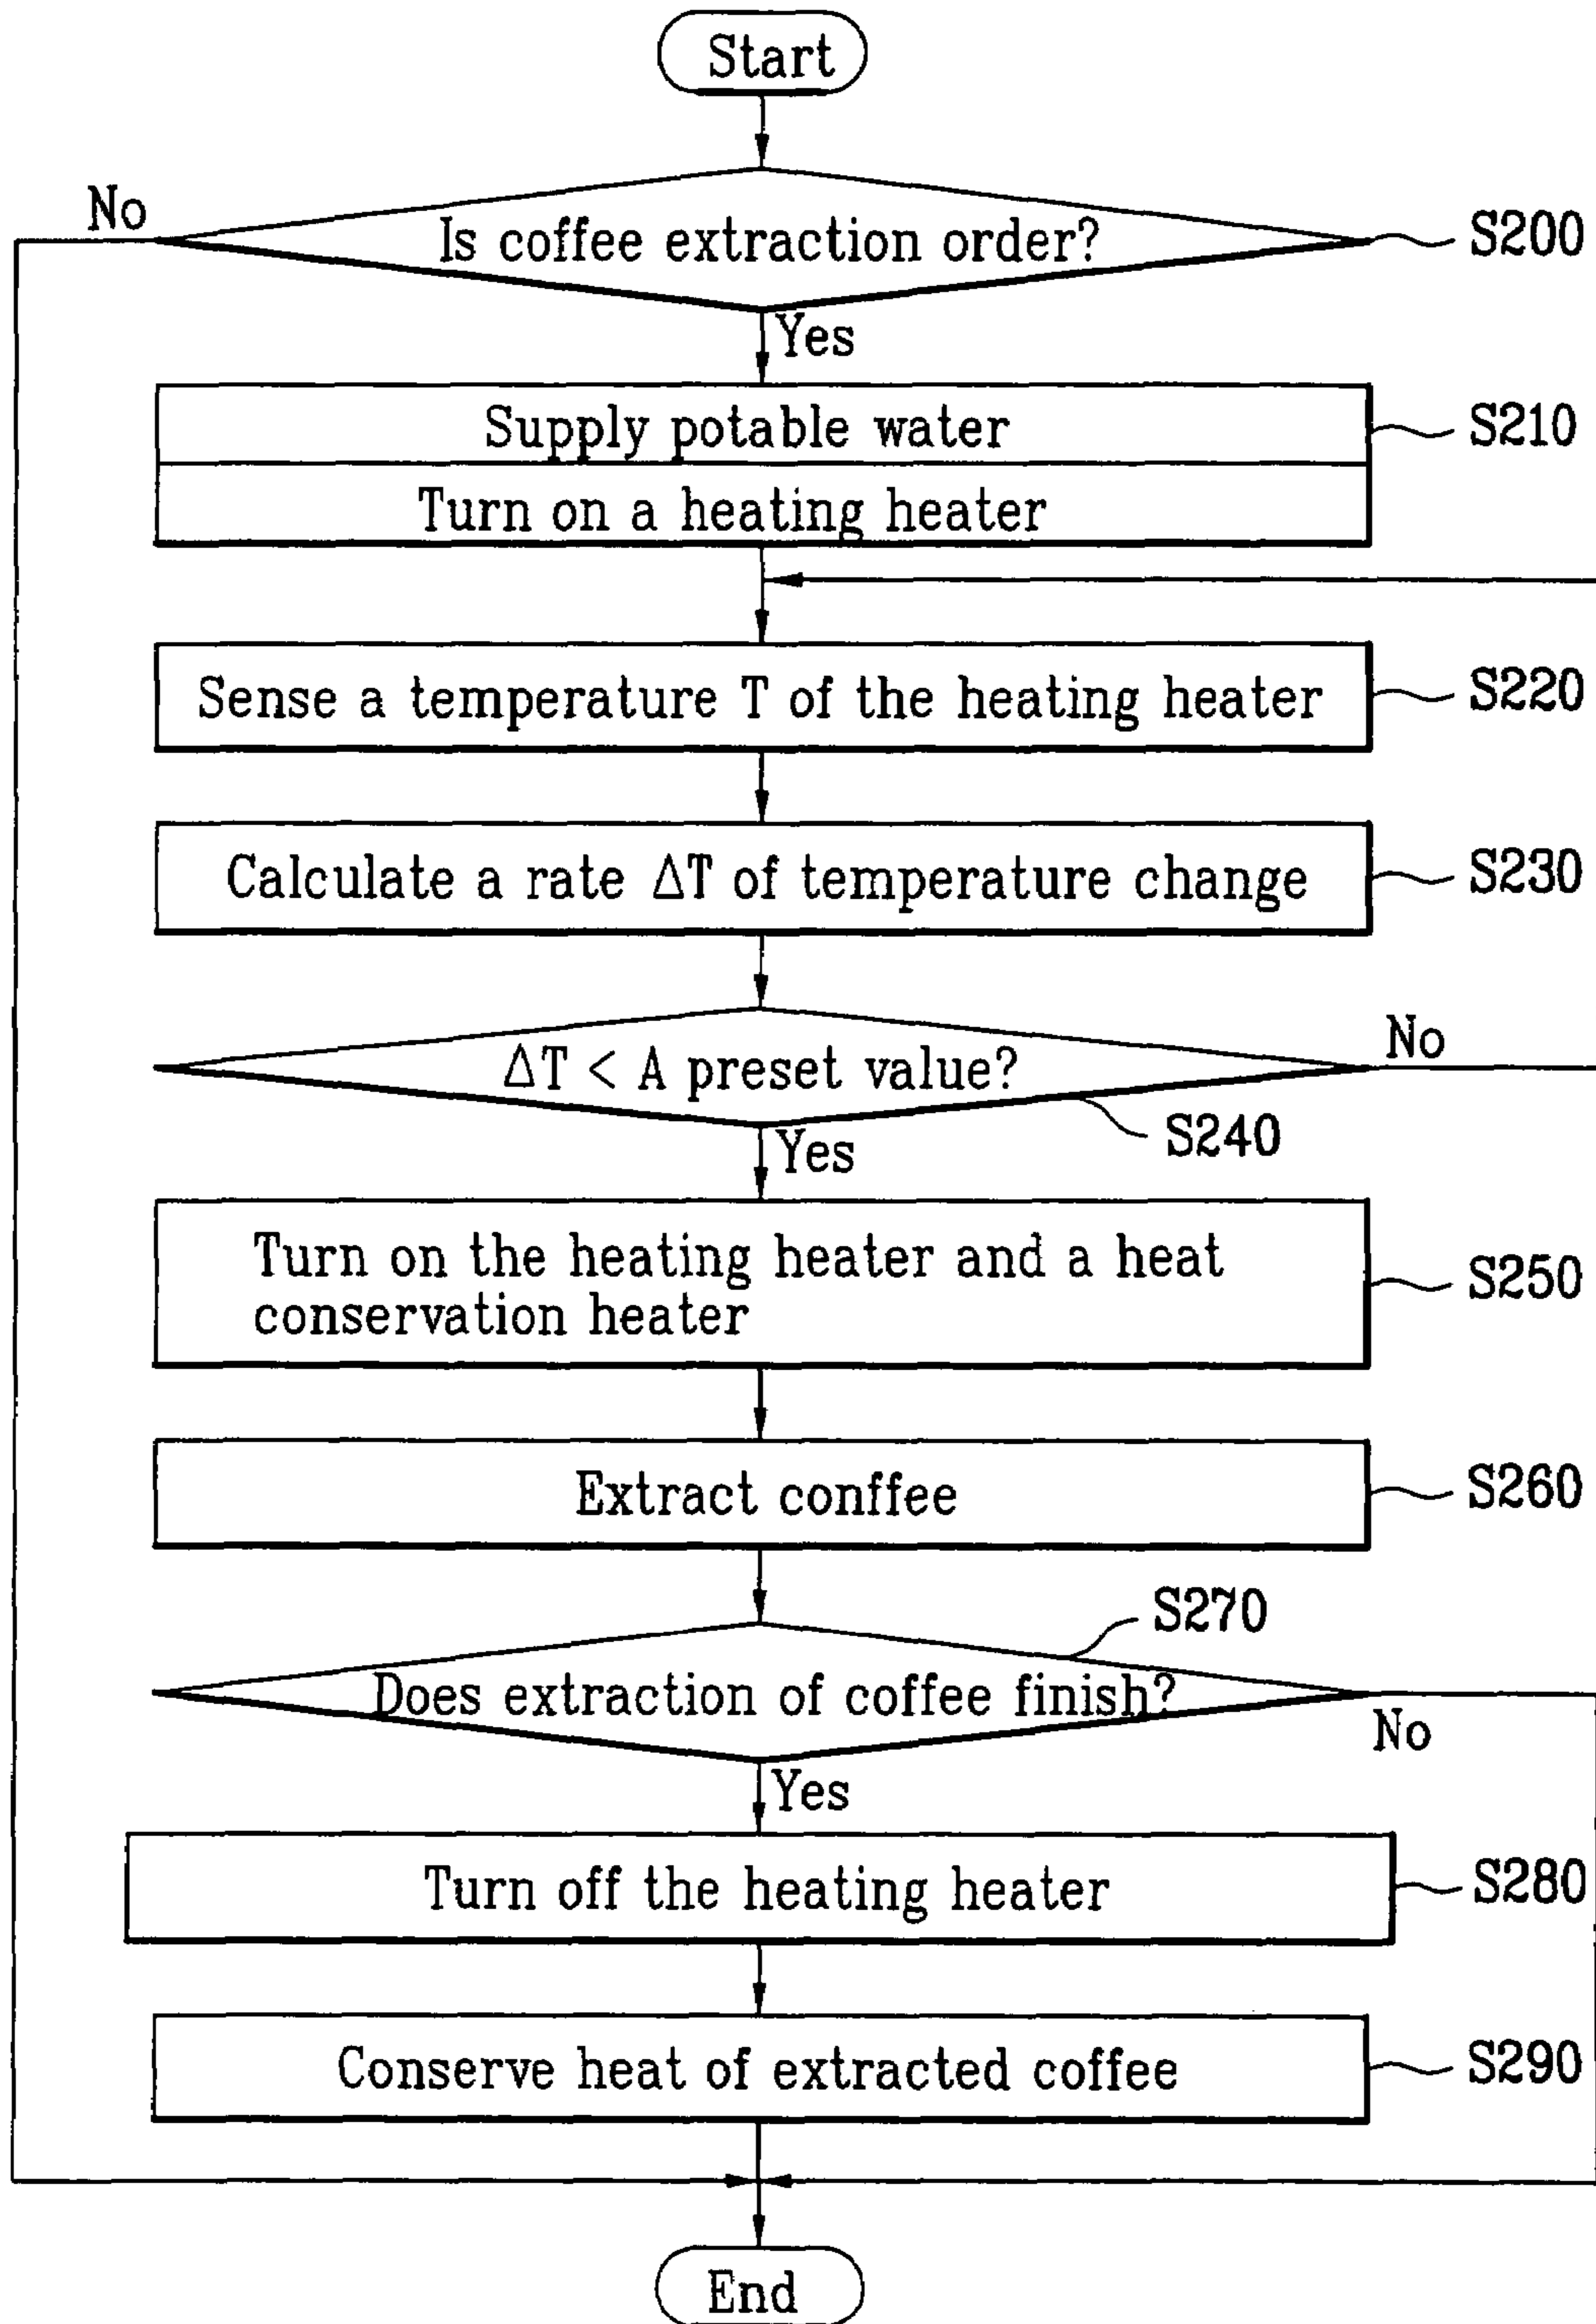 Start
No
Is coffee extraction order?
S200
Yes
Supply potable water
S210
Turn on a heating heater
Sense a temperature T of the heating heater
S220
Calculate a rate ΔT of temperature change
S230
ΔT < A preset value?
No
S240
Yes
Turn on the heating heater and a heat
conservation heater
S250
Extract conffee
S260
S270
Does extraction of coffee finish?
No
Yes
Turn off the heating heater
S280
Conserve heat of extracted coffee
S290
End